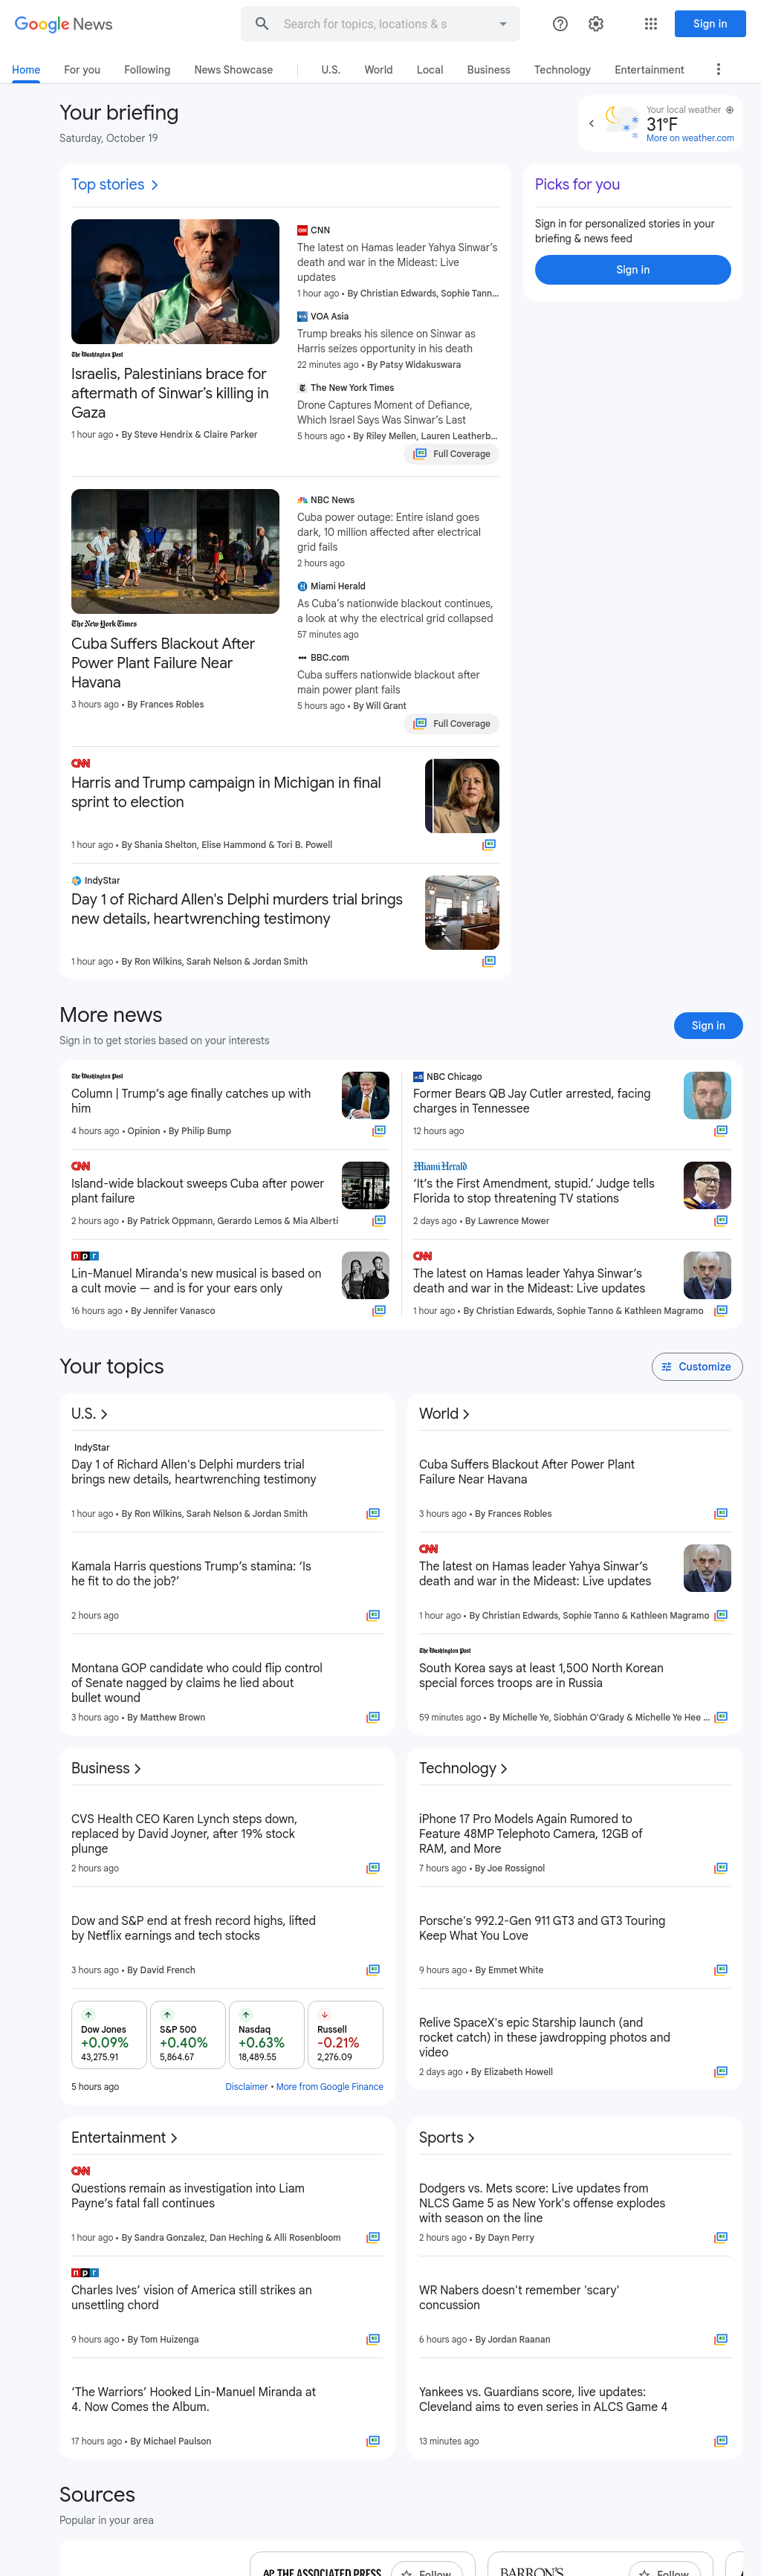 Google News
Search for topics, locations & s
Sign in
Home
For you
Following
News Showcase
U.S.
World
Local
Business
Technology
Entertainment
Your briefing
Saturday, October 19
Your local weather
31°F
More on weather.com
Top stories
The Washington Post
Israelis, Palestinians brace for
aftermath of Sinwar’s killing in
Gaza
1 hour ago • By Steve Hendrix & Claire Parker
CNN
The latest on Hamas leader Yahya Sinwar’s
death and war in the Mideast: Live
updates
1 hour ago • By Christian Edwards, Sophie Tann...
VOA Asia
Trump breaks his silence on Sinwar as
Harris seizes opportunity in his death
22 minutes ago • By Patsy Widakuswara
The New York Times
Drone Captures Moment of Defiance,
Which Israel Says Was Sinwar’s Last
5 hours ago • By Riley Mellen, Lauren Leatherb...
Full Coverage
Picks for you
Sign in for personalized stories in your
briefing & news feed
Sign in
The New York Times
Cuba Suffers Blackout After
Power Plant Failure Near
Havana
3 hours ago • By Frances Robles
NBC News
Cuba power outage: Entire island goes
dark, 10 million affected after electrical
grid fails
2 hours ago
Miami Herald
As Cuba’s nationwide blackout continues,
a look at why the electrical grid collapsed
57 minutes ago
BBC.com
Cuba suffers nationwide blackout after
main power plant fails
5 hours ago • By Will Grant
Full Coverage
CNN
Harris and Trump campaign in Michigan in final
sprint to election
1 hour ago • By Shania Shelton, Elise Hammond & Tori B. Powell
IndyStar
Day 1 of Richard Allen's Delphi murders trial brings
new details, heartwrenching testimony
1 hour ago • By Ron Wilkins, Sarah Nelson & Jordan Smith
More news
Sign in to get stories based on your interests
Sign in
The Washington Post
Column | Trump’s age finally catches up with
him
4 hours ago • Opinion • By Philip Bump
NBC Chicago
Former Bears QB Jay Cutler arrested, facing
charges in Tennessee
12 hours ago
CNN
Island-wide blackout sweeps Cuba after power
plant failure
2 hours ago • By Patrick Oppmann, Gerardo Lemos & Mia Alberti
Miami Herald
‘It’s the First Amendment, stupid.’ Judge tells
Florida to stop threatening TV stations
2 days ago • By Lawrence Mower
npr
Lin-Manuel Miranda's new musical is based on
a cult movie — and is for your ears only
16 hours ago • By Jennifer Vanasco
CNN
The latest on Hamas leader Yahya Sinwar’s
death and war in the Mideast: Live updates
1 hour ago • By Christian Edwards, Sophie Tanno & Kathleen Magramo
Your topics
Customize
U.S.
IndyStar
Day 1 of Richard Allen's Delphi murders trial
brings new details, heartwrenching testimony
1 hour ago • By Ron Wilkins, Sarah Nelson & Jordan Smith
Kamala Harris questions Trump’s stamina: ‘Is
he fit to do the job?’
2 hours ago
Montana GOP candidate who could flip control
of Senate nagged by claims he lied about
bullet wound
3 hours ago • By Matthew Brown
World
Cuba Suffers Blackout After Power Plant
Failure Near Havana
3 hours ago • By Frances Robles
CNN
The latest on Hamas leader Yahya Sinwar’s
death and war in the Mideast: Live updates
1 hour ago • By Christian Edwards, Sophie Tanno & Kathleen Magramo
The Washington Post
South Korea says at least 1,500 North Korean
special forces troops are in Russia
59 minutes ago • By Michelle Ye, Siobhán O'Grady & Michelle Ye Hee ...
Business
CVS Health CEO Karen Lynch steps down,
replaced by David Joyner, after 19% stock
plunge
2 hours ago
Dow and S&P end at fresh record highs, lifted
by Netflix earnings and tech stocks
3 hours ago • By David French
Dow Jones
+0.09%
43,275.91
S&P 500
+0.40%
5,864.67
Nasdaq
+0.63%
18,489.55
Russell
-0.21%
2,276.09
5 hours ago
Disclaimer • More from Google Finance
Technology
iPhone 17 Pro Models Again Rumored to
Feature 48MP Telephoto Camera, 12GB of
RAM, and More
7 hours ago • By Joe Rossignol
Porsche's 992.2-Gen 911 GT3 and GT3 Touring
Keep What You Love
9 hours ago • By Emmet White
Relive SpaceX's epic Starship launch (and
rocket catch) in these jawdropping photos and
video
2 days ago • By Elizabeth Howell
Entertainment
CNN
Questions remain as investigation into Liam
Payne’s fatal fall continues
1 hour ago • By Sandra Gonzalez, Dan Heching & Alli Rosenbloom
npr
Charles Ives’ vision of America still strikes an
unsettling chord
9 hours ago • By Tom Huizenga
‘The Warriors’ Hooked Lin-Manuel Miranda at
4. Now Comes the Album.
17 hours ago • By Michael Paulson
Sports
Dodgers vs. Mets score: Live updates from
NLCS Game 5 as New York's offense explodes
with season on the line
2 hours ago • By Dayn Perry
WR Nabers doesn't remember 'scary'
concussion
6 hours ago • By Jordan Raanan
Yankees vs. Guardians score, live updates:
Cleveland aims to even series in ALCS Game 4
13 minutes ago
Sources
Popular in your area
AP THE ASSOCIATED PRESS
Follow
BARRON'S
Follow